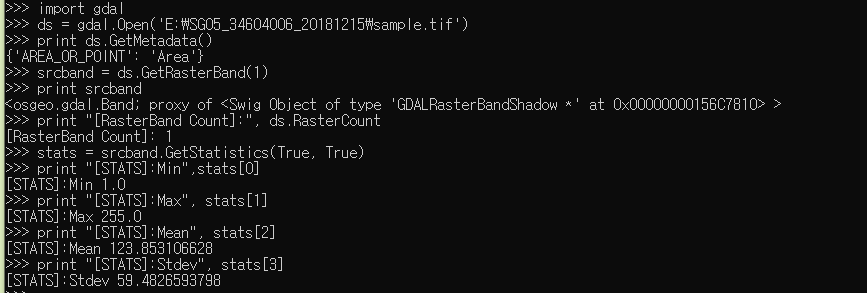 >>> import gdal
>>> ds = gdal.Open('E:₩SG05_34604006_20181215₩sample.tif')
>>> print ds.GetMetadata()
{'AREA_OR_POINT': 'Area'}
>>> srcband = ds.GetRasterBand(1)
>>> print srcband
<osgeo.gdal.Band; proxy of <Swig Object of type 'GDALRasterBandShadow *' at 0x00000000156C7810> >
>>> print "[RasterBand Count]:", ds.RasterCount
[RasterBand Count]: 1
>>> stats = srcband.GetStatistics(True, True)
>>> print "[STATS]:Min",stats[0]
[STATS]:Min 1.0
>>> print "[STATS]:Max", stats[1]
[STATS]:Max 255.0
>>> print "[STATS]:Mean", stats[2]
[STATS]:Mean 123.853106628
>>> print "[STATS]:Stdev", stats[3]
[STATS]:Stdev 59.4826593798
>>>